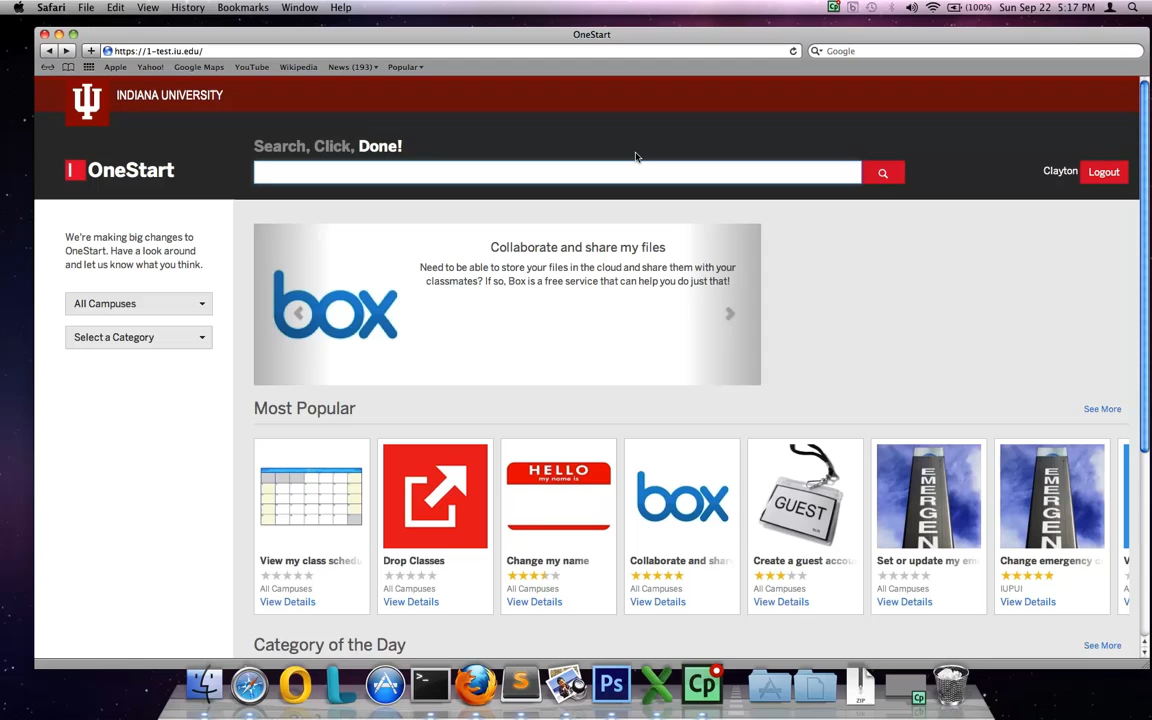 Safari File Edit View History Bookmarks Window Help
(100%) Sun Sep 22 5:17 PM
OneStart
https://1-test.iu.edu/
Google
Apple Yahoo! Google Maps YouTube Wikipedia News (193) Popular
INDIANA UNIVERSITY
Search, Click, Done!
OneStart
Clayton Logout
We're making big changes to
OneStart. Have a look around
and let us know what you think.
All Campuses
Select a Category
Collaborate and share my files
Need to be able to store your files in the cloud and share them with your
classmates? If so, Box is a free service that can help you do just that!
box
Most Popular
See More
HELLO
my name is
box
GUEST
EMERGEN
EMERGEN
View my class sched
Drop Classes
Change my name
Collaborate and shar
Create a guest accou
Set or update my em
Change emergency c
All Campuses
All Campuses
All Campuses
All Campuses
All Campuses
All Campuses
IUPUI
View Details
View Details
View Details
View Details
View Details
View Details
View Details
Category of the Day
See More
Ps
Cp
ZIP
Cp